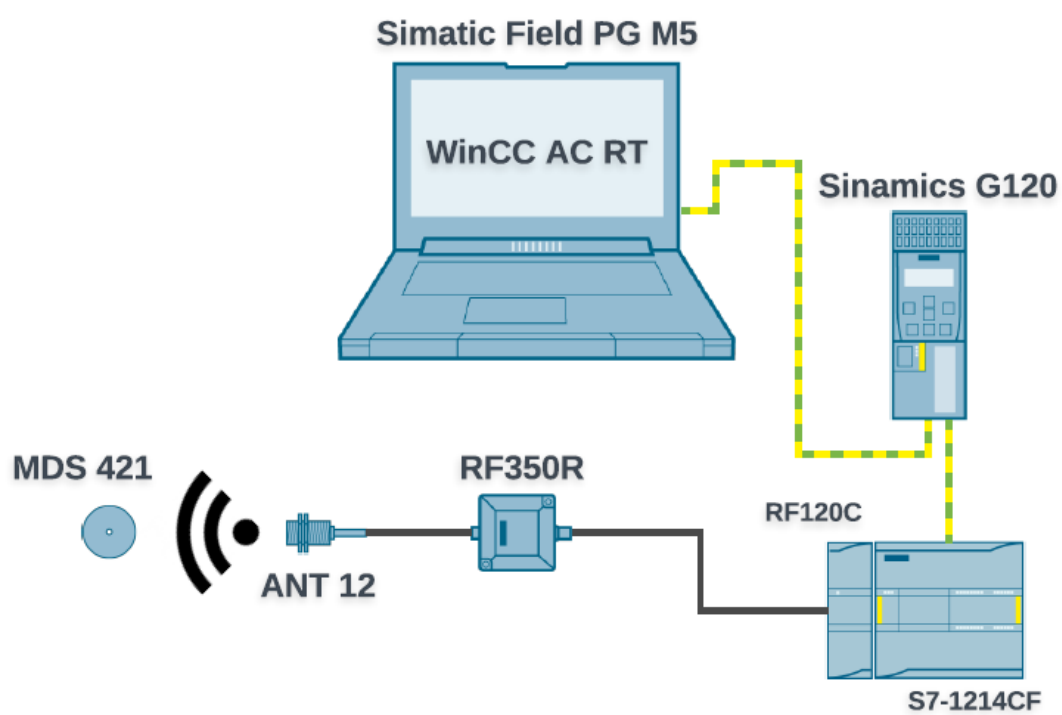 Simatic Field PG M5
WinCC AC RT
Sinamics G120
MDS 421
RF350R
RF120C
ANT 12
S7-1214CF